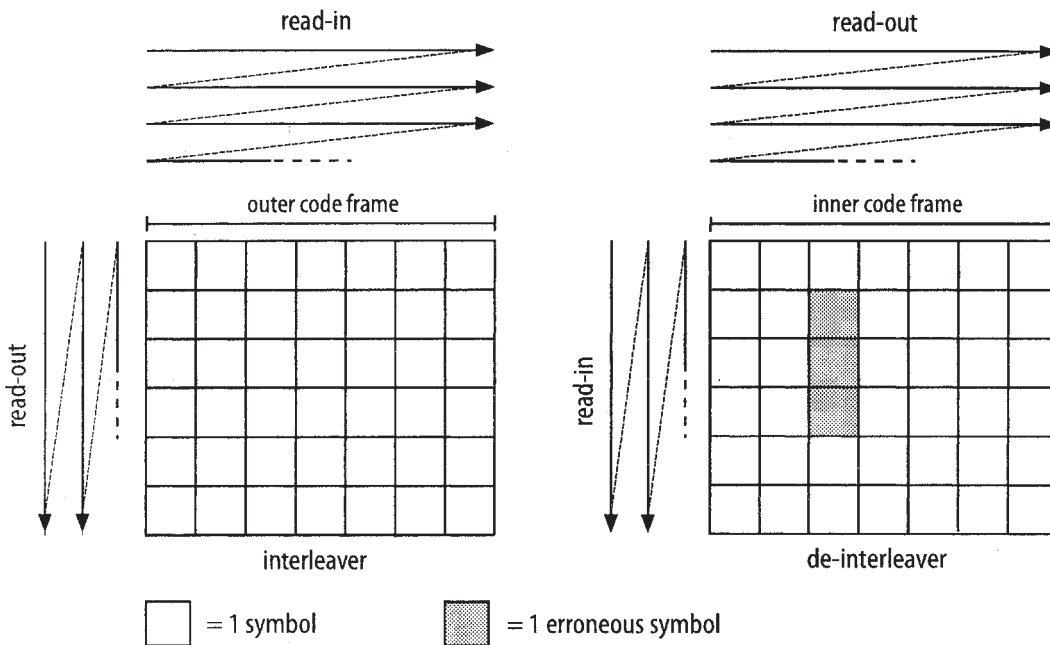 read-in
read-out
outer code frame
inner code frame
read-out
read-in
interleaver
de-interleaver
= 1 symbol
= 1 erroneous symbol